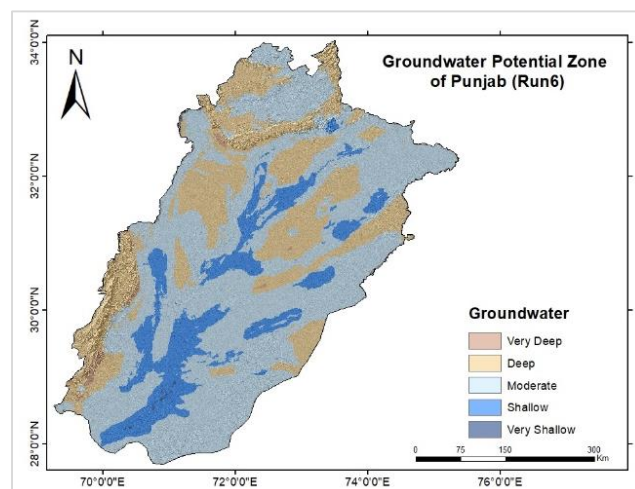 Groundwater Potential Zone
of Punjab (Run6)
N
34°0'0"N
32°0'0"N
30°0'0"N
28°0'0"N
Groundwater
Very Deep
Deep
Moderate
Shallow
Very Shallow
0 75 150 300
Km
70°0'0"E 72°0'0"E 74°0'0"E 76°0'0"E